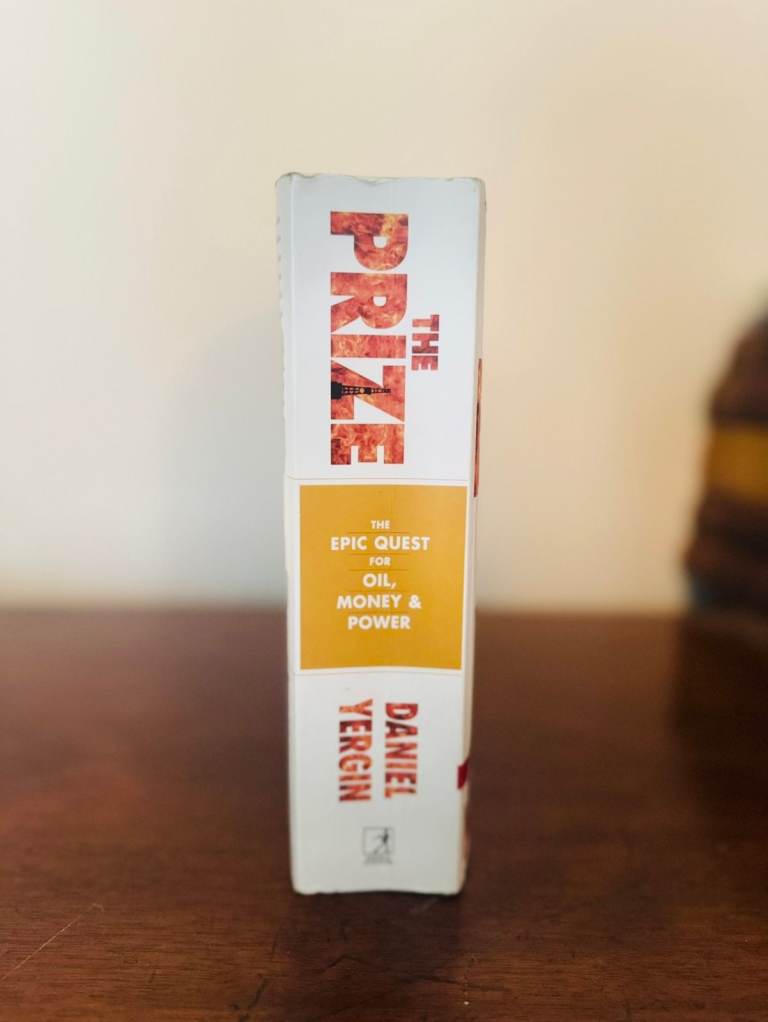 THE
PRIZE
THE
EPIC QUEST
FOR
OIL,
MONEY &
POWER
DANIEL
YERGIN